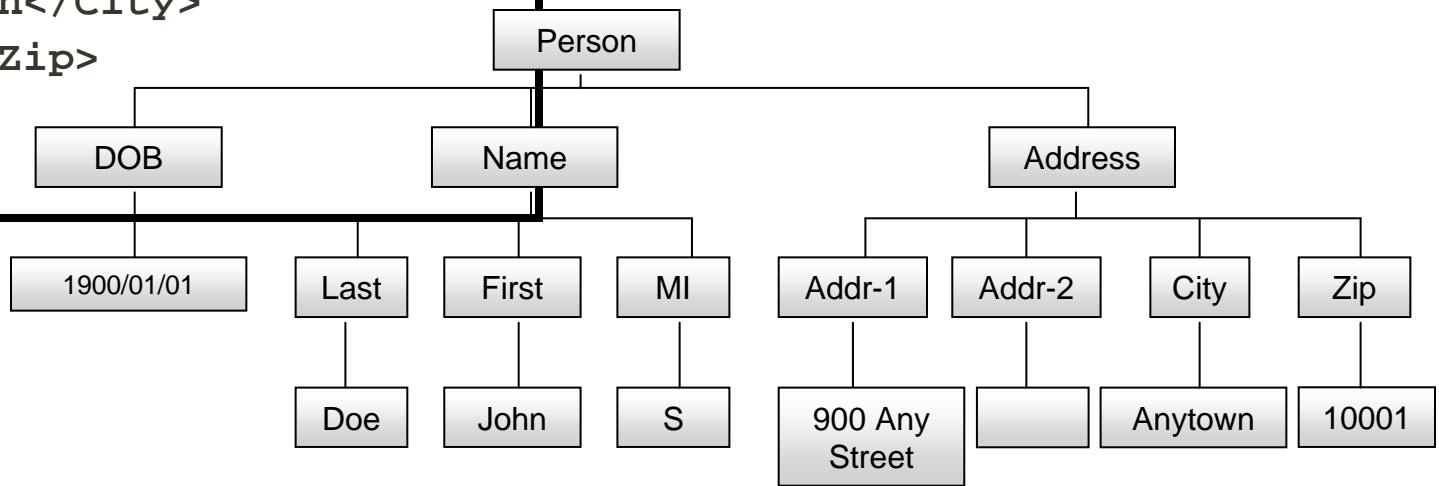 n</City>
Zip>
Person
DOB
Name
Address
1900/01/01
Last
First
MI
Addr-1
Addr-2
City
Zip
Doe
John
S
900 Any
Street
Anytown
10001